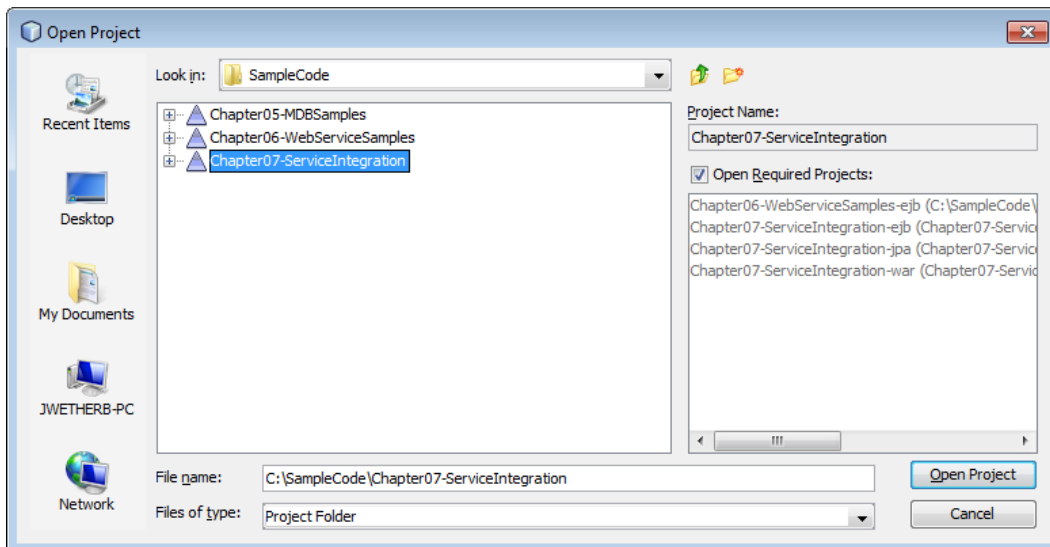 Open Project
Look in: SampleCode
Recent Items
Desktop
My Documents
JWETHERB-PC
Network
Chapter05-MDBSamples
Chapter06-WebServiceSamples
Chapter07-ServiceIntegration
Project Name:
Chapter07-ServiceIntegration
Open Required Projects:
Chapter06-WebServiceSamples-ejb (C:\SampleCode\
Chapter07-ServiceIntegration-ejb (Chapter07-Servic
Chapter07-ServiceIntegration-jpa (Chapter07-Servic
Chapter07-ServiceIntegration-war (Chapter07-Servic
File name: C:\SampleCode\Chapter07-ServiceIntegration
Open Project
Files of type: Project Folder
Cancel